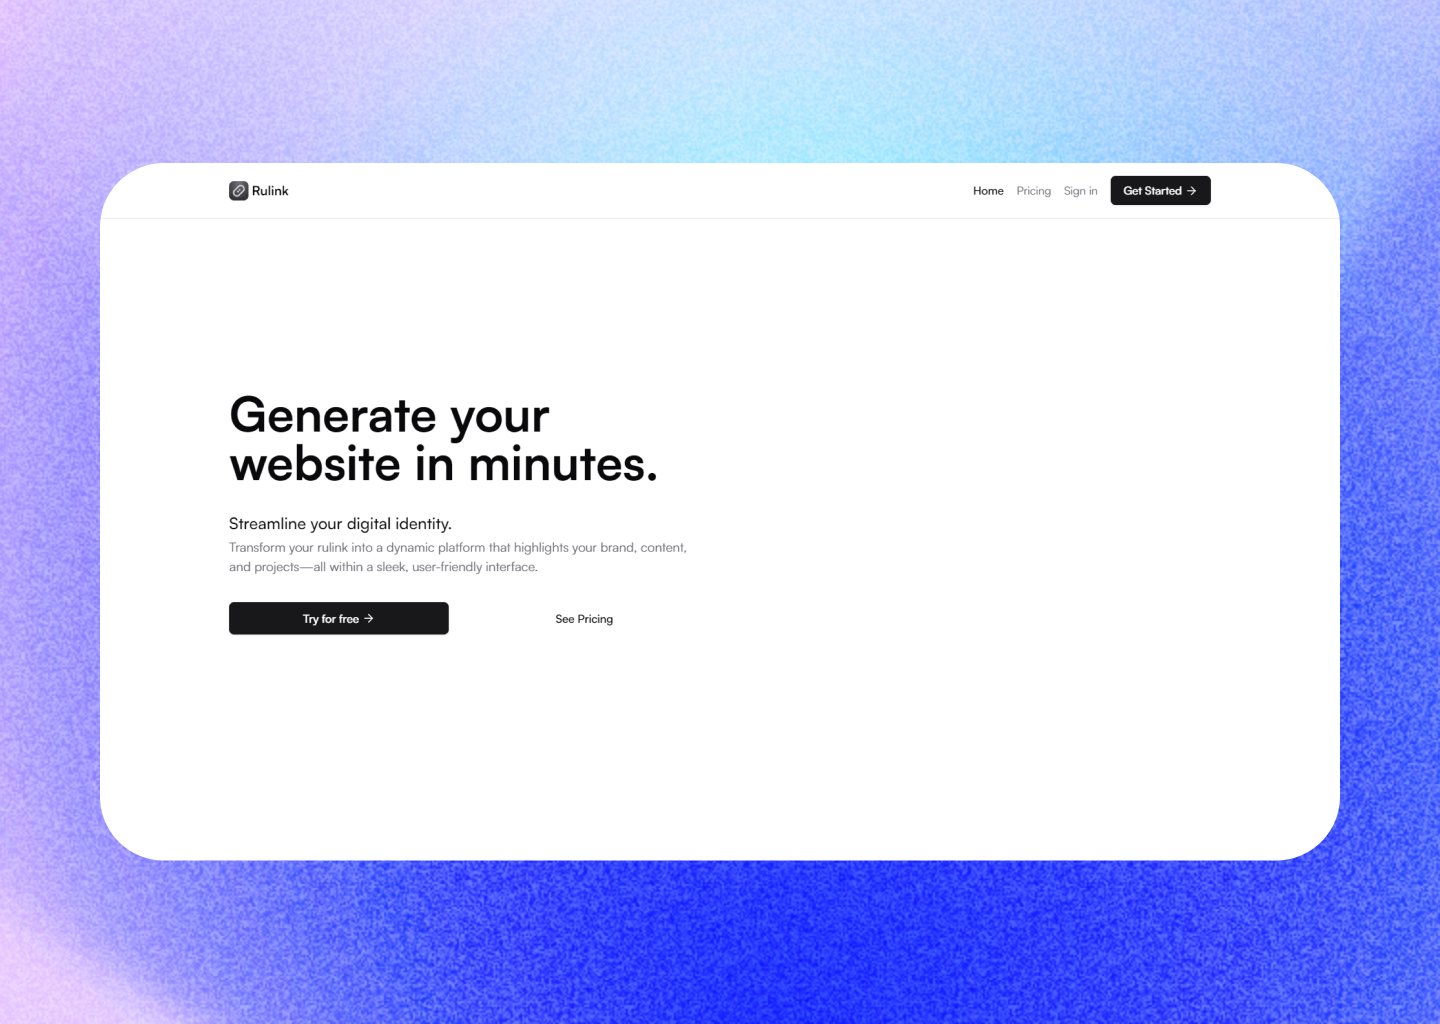 Rulink
Home Pricing Sign in Get Started →
Generate your
website in minutes.
Streamline your digital identity.
Transform your rulink into a dynamic platform that highlights your brand, content,
and projects—all within a sleek, user-friendly interface.
Try for free →
See Pricing